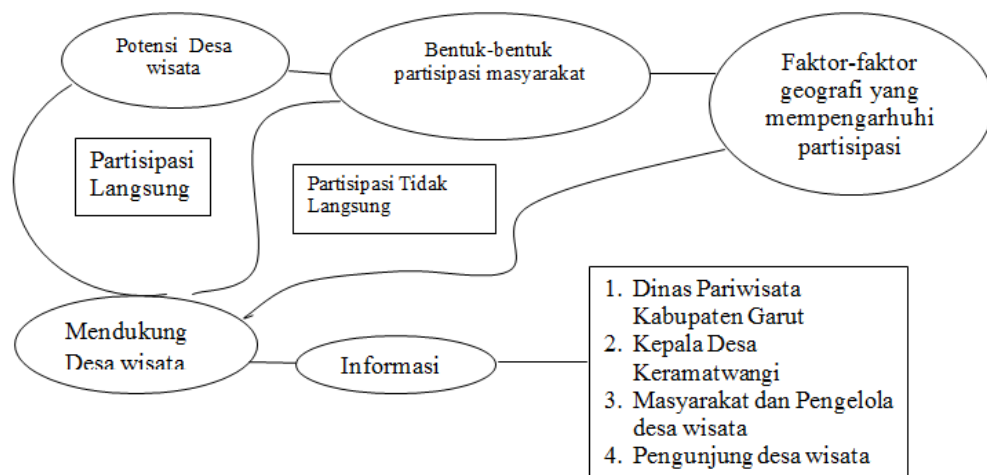 Potensi Desa
wisata
Bentuk-bentuk
partisipasi masyarakat
Faktor-faktor
geografi yang
mempengarhuhi
partisipasi
Partisipasi
Langsung
Partisipasi Tidak
Langsung
Mendukung
Desa wisata
Informasi
1. Dinas Pariwisata
Kabupaten Garut
2. Kepala Desa
Keramatwangi
3. Masyarakat dan Pengelola
desa wisata
4. Pengunjung desa wisata